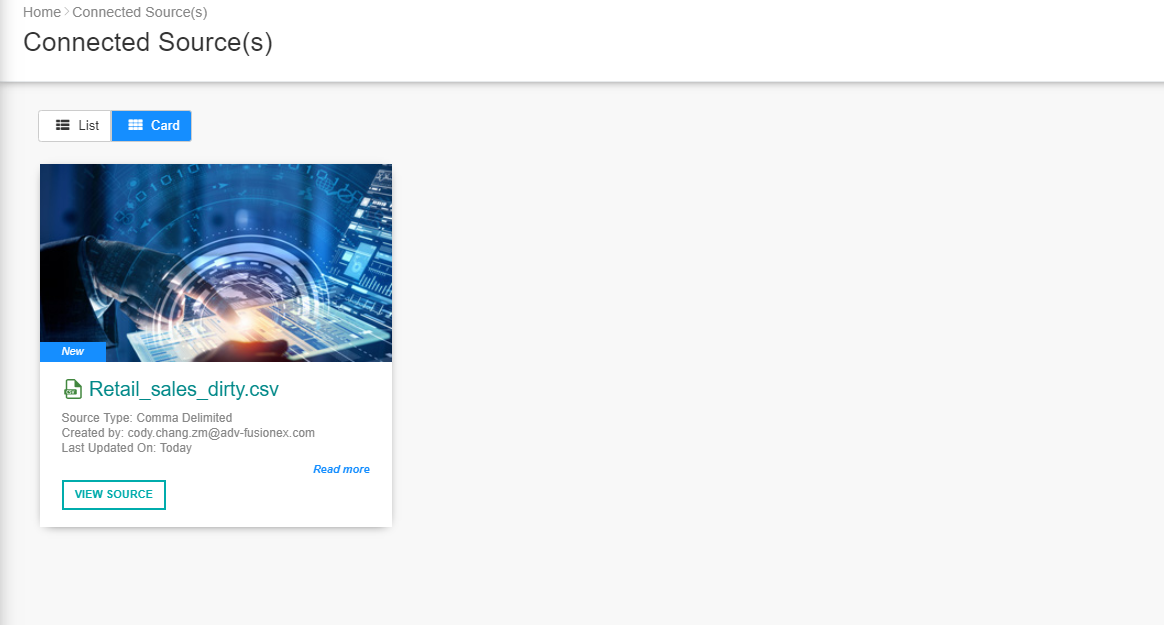 Home > Connected Source(s)
Connected Source(s)
List
Card
New
Retail_sales_dirty.csv
Source Type: Comma Delimited
Created by: cody.chang.zm@adv-fusionex.com
Last Updated On: Today
Read more
VIEW SOURCE